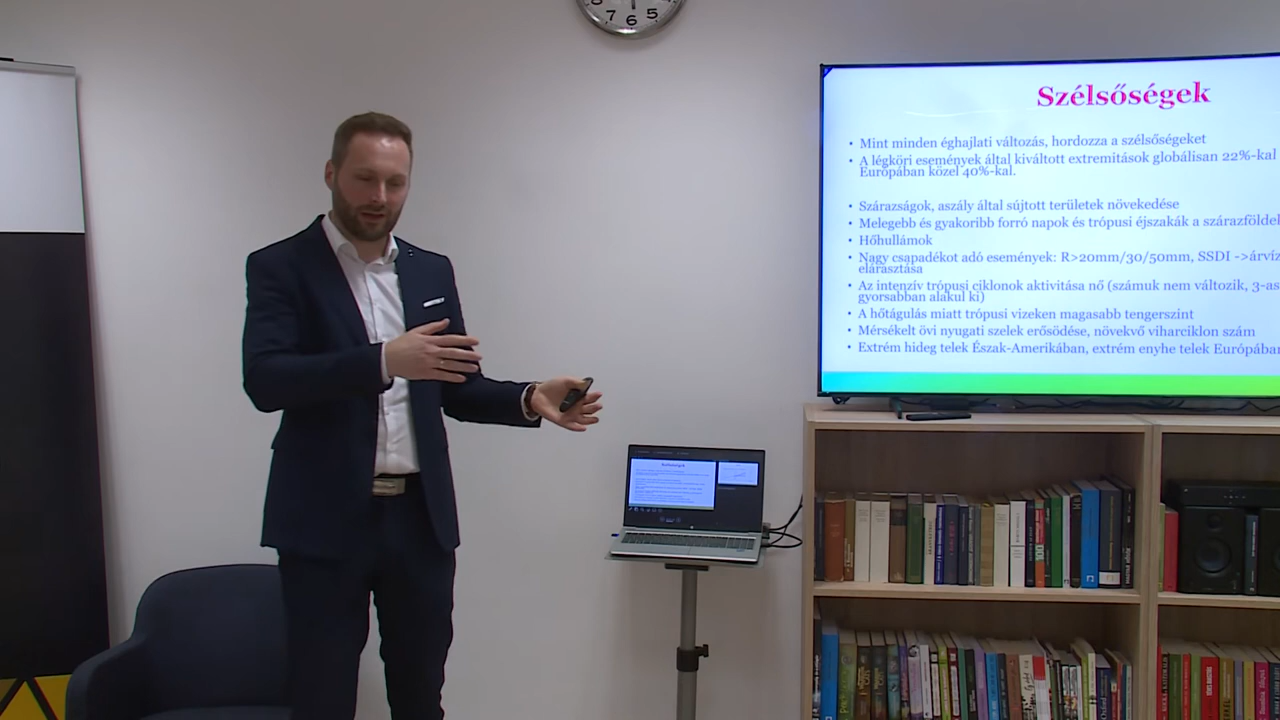 7 6 5
Szélsőségek
• Mint minden éghajlati változás, hordozza a szélsőségeket
• A légköri események által kiváltott extremitások globálisan 22%-kal
Európában közel 40%-kal.
• Szárazságok, aszály által sújtott területek növekedése
• Melegebb és gyakoribb forró napok és trópusi éjszakák a szárazföldek
• Hőhullámok
• Nagy csapadékot adó események: R>20mm/30/50mm, SSDI ->árvíz
elárasztása
• Az intenzív trópusi ciklonok aktivitása nő (számuk nem változik, 3-as
gyorsabban alakul ki)
• A hőtágulás miatt trópusi vizeken magasabb tengerszint
• Mérsékelt övi nyugati szelek erősödése, növekvő viharciklon szám
• Extrém hideg telek Észak-Amerikában, extrém enyhe telek Európában
Szélsőségek